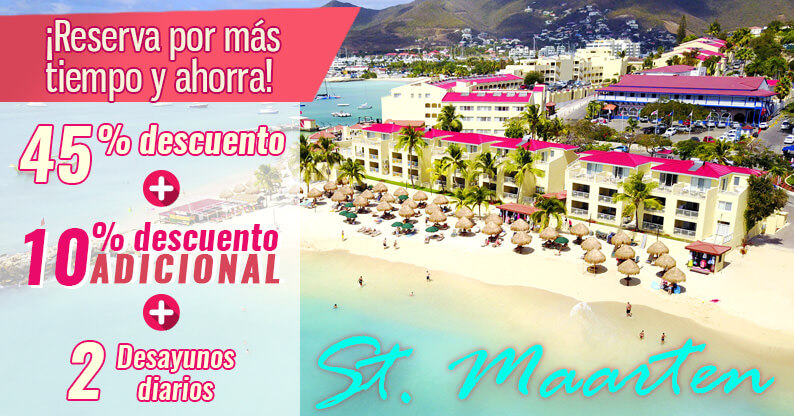 ¡Reserva por más
tiempo y ahorra!
45% descuento
+
10% descuento
ADICIONAL
+
2 Desayunos
diarios
St. Maarten